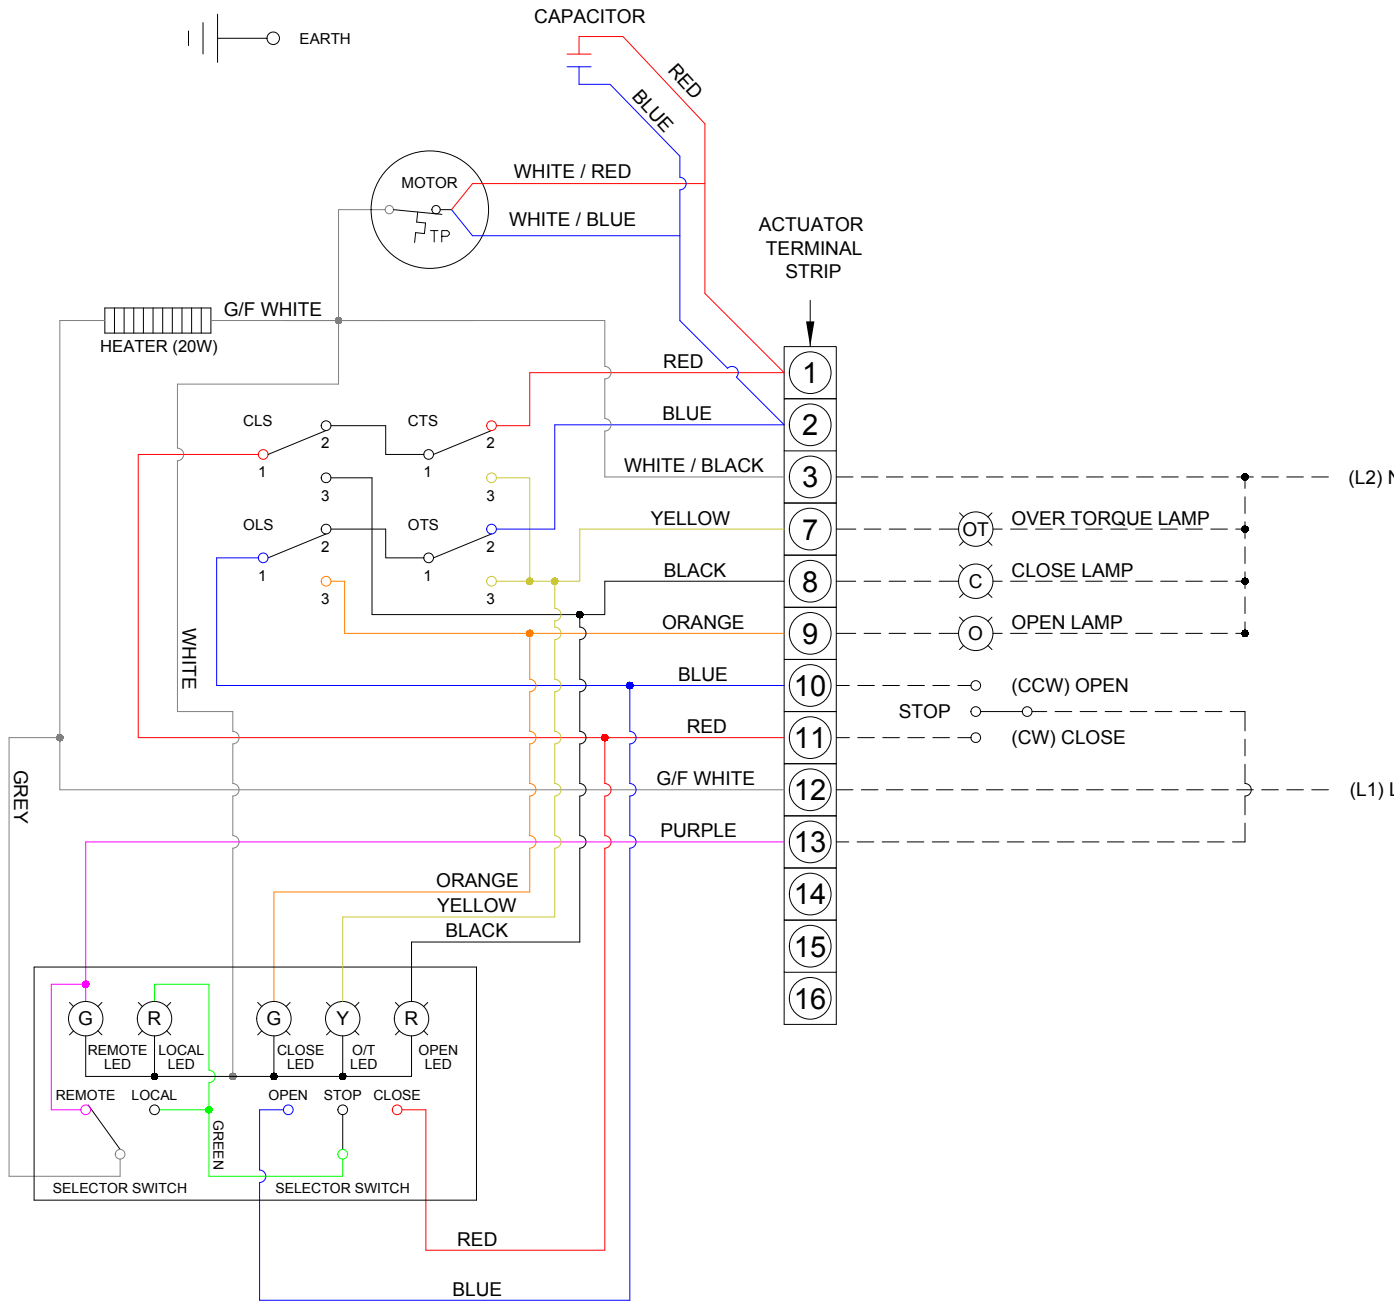 CAPACITOR
EARTH
RED
BLUE
MOTOR
TP
WHITE / RED
WHITE / BLUE
ACTUATOR
TERMINAL
STRIP
G/F WHITE
HEATER (20W)
RED
1
CLS
2
1
3
CTS
2
1
3
BLUE
2
WHITE / BLACK
3
(L2) N
OLS
2
1
3
OTS
2
1
3
YELLOW
7
OT
OVER TORQUE LAMP
BLACK
8
C
CLOSE LAMP
ORANGE
9
O
OPEN LAMP
WHITE
BLUE
10
(CCW) OPEN
STOP
RED
11
(CW) CLOSE
GREY
G/F WHITE
12
(L1) L
PURPLE
13
14
15
16
ORANGE
YELLOW
BLACK
G
R
G
Y
R
REMOTE
LED
LOCAL
LED
CLOSE
LED
O/T
LED
OPEN
LED
REMOTE
LOCAL
OPEN
STOP
CLOSE
GREEN
SELECTOR SWITCH
SELECTOR SWITCH
RED
BLUE